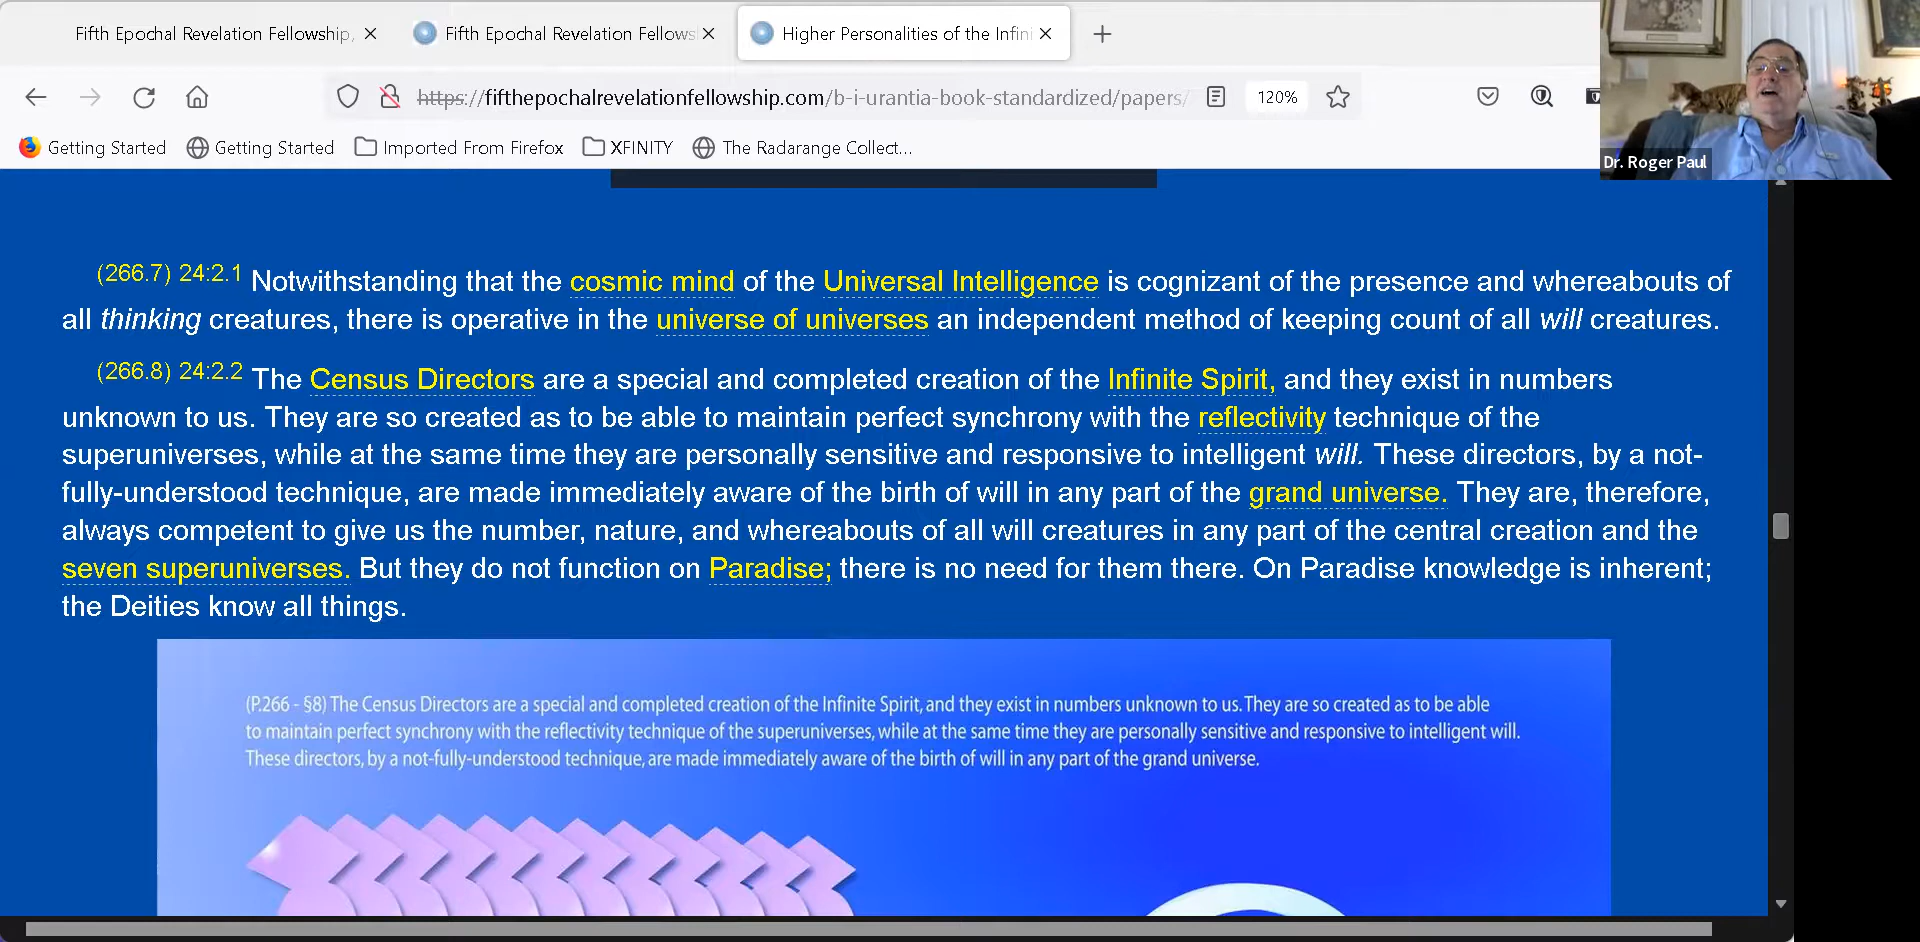 Fifth Epochal Revelation Fellowship,
Fifth Epochal Revelation Fellows
Higher Personalities of the Infini
https://fifthepochalrevelationfellowship.com/b-i-urantia-book-standardized/papers/
120%
Getting Started
Getting Started
Imported From Firefox
XFINITY
The Radarange Collect...
Dr. Roger Paul
(266.7) 24:2.1 Notwithstanding that the cosmic mind of the Universal Intelligence is cognizant of the presence and whereabouts of
all thinking creatures, there is operative in the universe of universes an independent method of keeping count of all will creatures.
(266.8) 24:2.2 The Census Directors are a special and completed creation of the Infinite Spirit, and they exist in numbers
unknown to us. They are so created as to be able to maintain perfect synchrony with the reflectivity technique of the
superuniverses, while at the same time they are personally sensitive and responsive to intelligent will. These directors, by a not-
fully-understood technique, are made immediately aware of the birth of will in any part of the grand universe. They are, therefore,
always competent to give us the number, nature, and whereabouts of all will creatures in any part of the central creation and the
seven superuniverses. But they do not function on Paradise; there is no need for them there. On Paradise knowledge is inherent;
the Deities know all things.
(P.266 - §8) The Census Directors are a special and completed creation of the Infinite Spirit, and they exist in numbers unknown to us. They are so created as to be able
to maintain perfect synchrony with the reflectivity technique of the superuniverses, while at the same time they are personally sensitive and responsive to intelligent will.
These directors, by a not-fully-understood technique, are made immediately aware of the birth of will in any part of the grand universe.